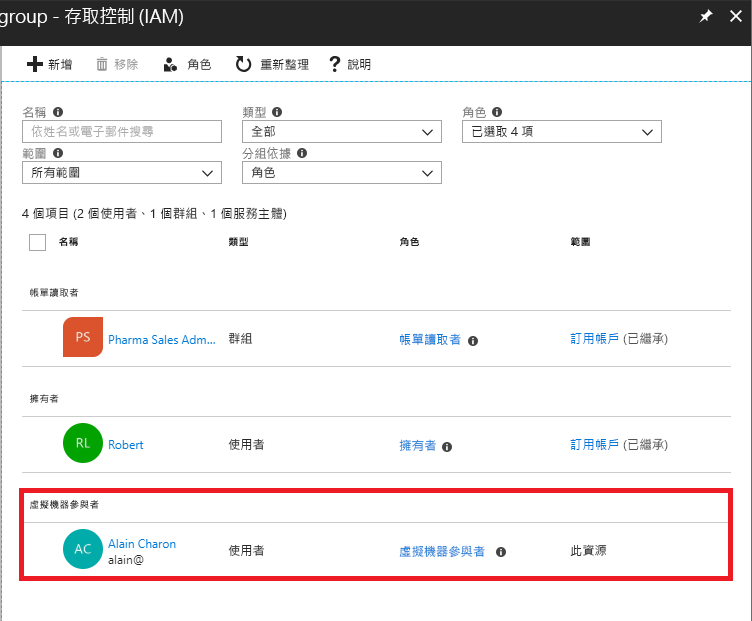 group - 存取控制 (IAM)
新增 移除 角色 重新整理 說明
名稱 類型 角色
依姓名或電子郵件搜尋 全部 已選取 4 項
範圍 分組依據
所有範圍 角色
4 個項目 (2 個使用者、1 個群組、1 個服務主體)
名稱 類型 角色 範圍
帳單讀取者
PS Pharma Sales Adm... 群組 帳單讀取者 訂用帳戶 (已繼承)
擁有者
RL Robert 使用者 擁有者 訂用帳戶 (已繼承)
虛擬機器參與者
AC Alain Charon 使用者 虛擬機器參與者 此資源
alain@